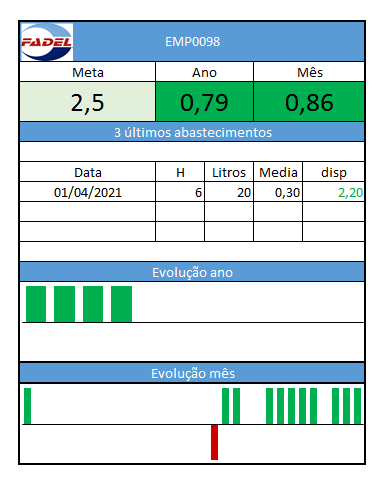 FADEL
EMP0098
Meta Ano Mês
2,5 0,79 0,86
3 últimos abastecimentos
Data H Litros Media disp
01/04/2021 6 20 0,30 2,20
Evolução ano
Evolução mês